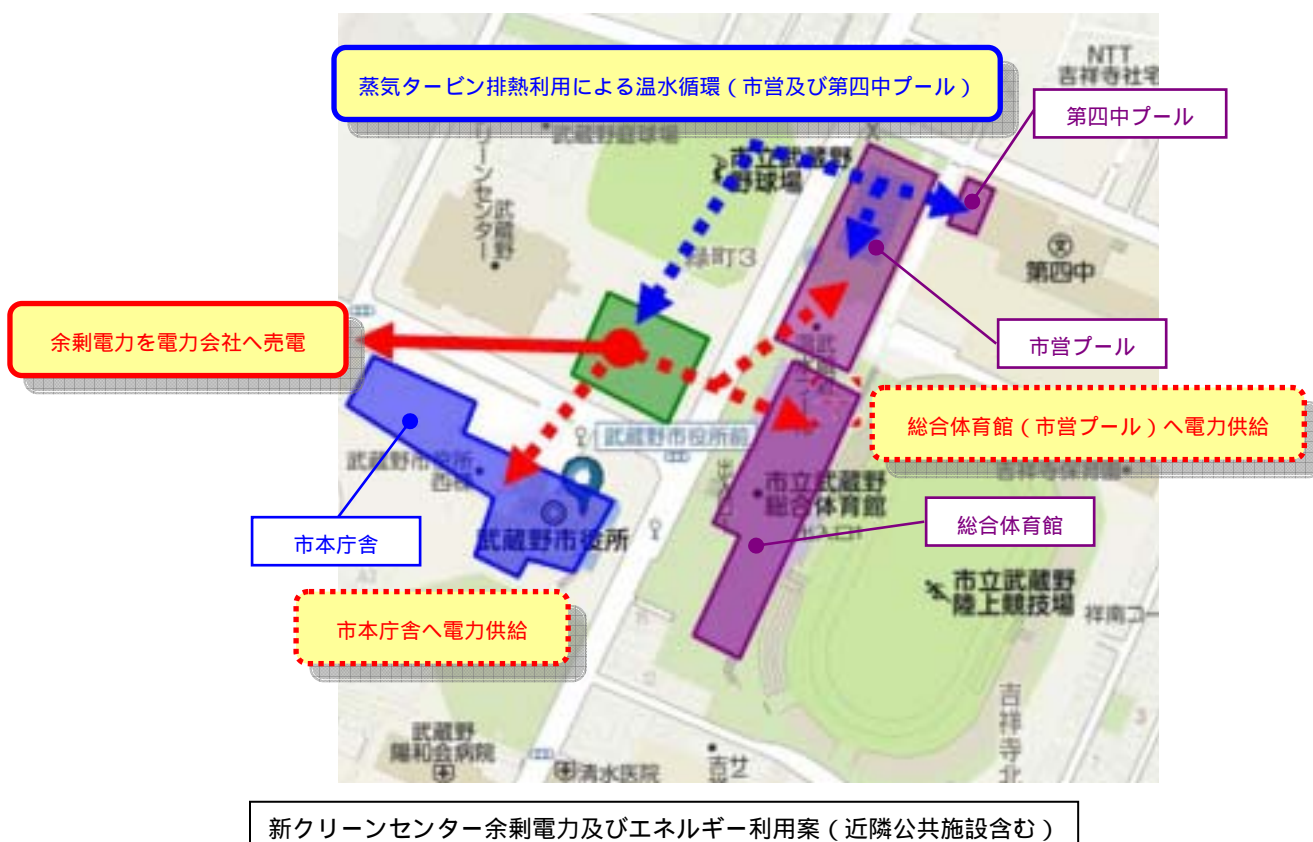 蒸気タービン排熱利用による温水循環（市営及び第四中プール）
NTT
吉祥寺社宅
第四中プール
武蔵野庭球場
市立武蔵野
野球場
武蔵野
クリーンセンター
緑町3
第四中
余剰電力を電力会社へ売電
市営プール
総合体育館（市営プール）へ電力供給
武蔵野市役所前
武蔵野市役所
西棟
市立武蔵野
総合体育館
市本庁舎
武蔵野市役所
総合体育館
市立武蔵野
陸上競技場
祥南コー
市本庁舎へ電力供給
吉祥寺北
武蔵野
陽和会病院
清水医院
新クリーンセンター余剰電力及びエネルギー利用案（近隣公共施設含む）